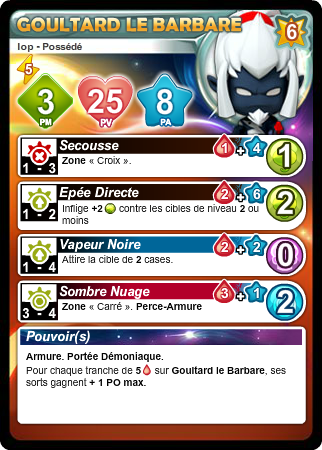 GOULTARD LE BARBARE 6
Iop - Possédé
5
3 PM
25 PV
8 PA
Secousse 1 + 4
1 - 3 Zone « Croix ». 1
Epée Directe 2 + 6
1 - 2 Inflige +2 contre les cibles de niveau 2 ou
moins 2
Vapeur Noire 2 + 2
1 - 4 Attire la cible de 2 cases. 0
Sombre Nuage 3 + 1
3 - 4 Zone « Carré ». Perce-Armure 2
Pouvoir(s)
Armure. Portée Démoniaque.
Pour chaque tranche de 5 sur Goultard le Barbare, ses
sorts gagnent + 1 PO max.